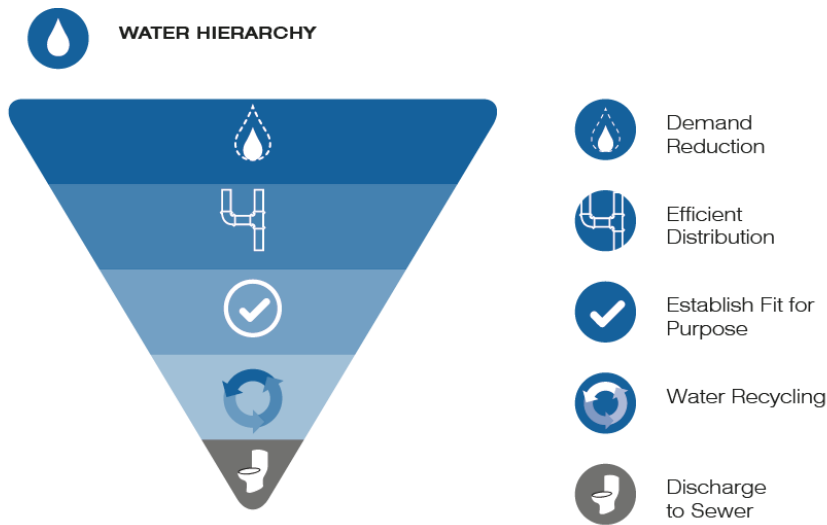 WATER HIERARCHY
Demand
Reduction
Efficient
Distribution
Establish Fit for
Purpose
Water Recycling
Discharge
to Sewer